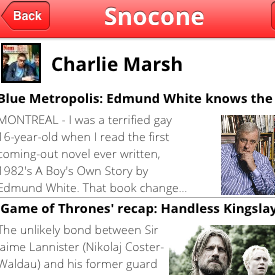 Back
Snocone
Charlie Marsh
Blue Metropolis: Edmund White knows the
MONTREAL - I was a terrified gay
16-year-old when I read the first
coming-out novel ever written,
1982's A Boy's Own Story by
Edmund White. That book change...
'Game of Thrones' recap: Handless Kingslay
The unlikely bond between Sir
Jaime Lannister (Nikolaj Coster-
Waldau) and his former guard